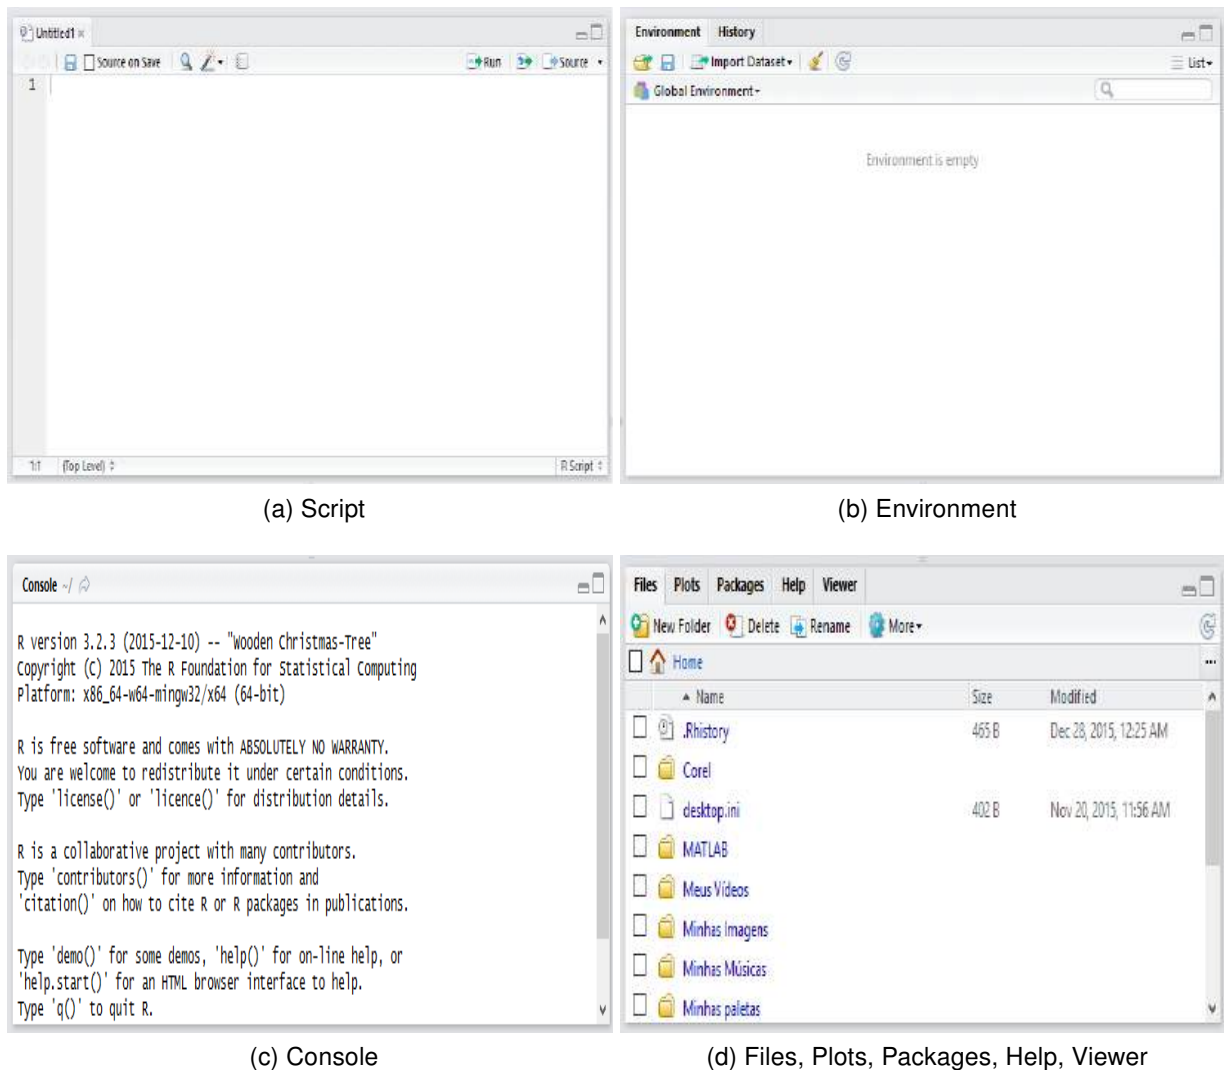 Untitled1 ×
Source on Save Run Source
1
1:1 (Top Level) R Script
(a) Script
Environment History
Import Dataset List
Global Environment
Environment is empty
(b) Environment
Console ~/
R version 3.2.3 (2015-12-10) -- "Wooden Christmas-Tree"
Copyright (C) 2015 The R Foundation for Statistical Computing
Platform: x86_64-w64-mingw32/x64 (64-bit)
R is free software and comes with ABSOLUTELY NO WARRANTY.
You are welcome to redistribute it under certain conditions.
Type 'license()' or 'licence()' for distribution details.
R is a collaborative project with many contributors.
Type 'contributors()' for more information and
'citation()' on how to cite R or R packages in publications.
Type 'demo()' for some demos, 'help()' for on-line help, or
'help.start()' for an HTML browser interface to help.
Type 'q()' to quit R.
(c) Console
Files Plots Packages Help Viewer
New Folder Delete Rename More
Home ...
Name Size Modified
.Rhistory 465 B Dec 28, 2015, 12:25 AM
Corel
desktop.ini 402 B Nov 20, 2015, 11:56 AM
MATLAB
Meus Vídeos
Minhas Imagens
Minhas Músicas
Minhas paletas
(d) Files, Plots, Packages, Help, Viewer